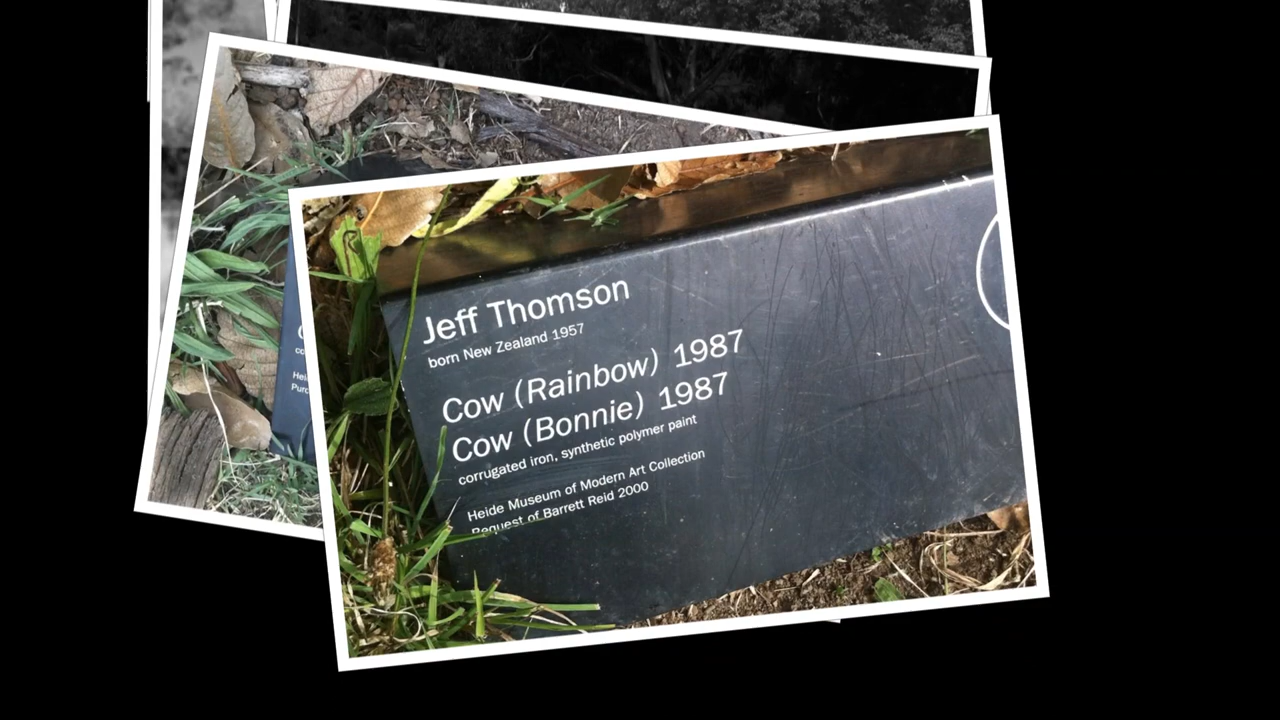 Jeff Thomson
born New Zealand 1957
Cow (Rainbow) 1987
Cow (Bonnie) 1987
corrugated iron, synthetic polymer paint
Heide Museum of Modern Art Collection
Bequest of Barrett Reid 2000